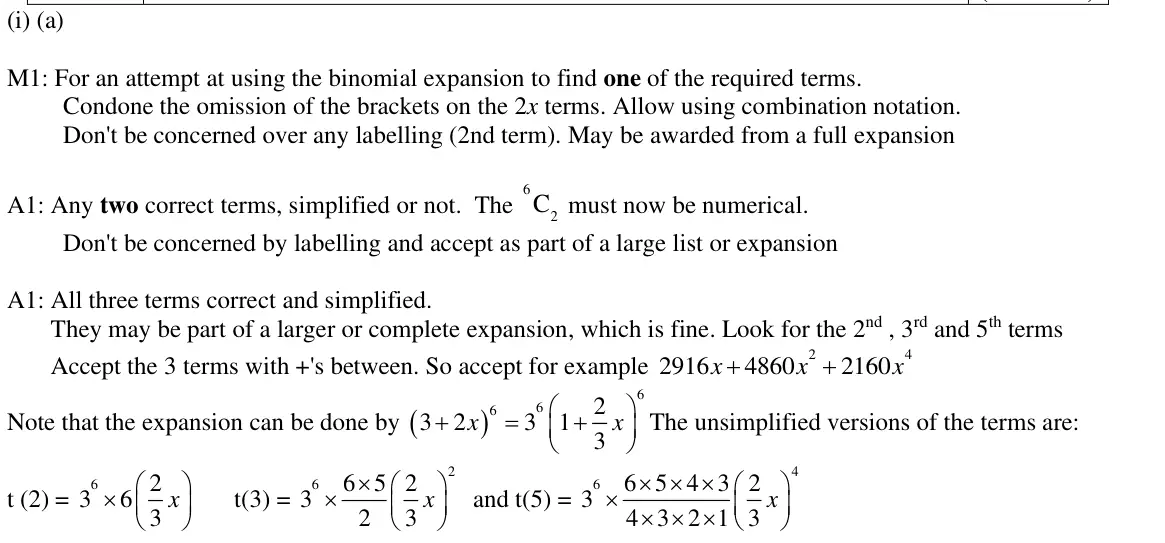 (i) (a)
M1: For an attempt at using the binomial expansion to find one of the required terms.
Condone the omission of the brackets on the 2x terms. Allow using combination notation.
Don't be concerned over any labelling (2nd term). May be awarded from a full expansion
A1: Any two correct terms, simplified or not. The ⁶C₂ must now be numerical.
Don't be concerned by labelling and accept as part of a large list or expansion
A1: All three terms correct and simplified.
They may be part of a larger or complete expansion, which is fine. Look for the 2ⁿᵈ , 3ʳᵈ and 5ᵗʰ terms
Accept the 3 terms with +'s between. So accept for example 2916x + 4860x² + 2160x⁴
Note that the expansion can be done by (3 + 2x)⁶ = 3⁶(1 + 2/3 x)⁶ The unsimplified versions of the terms are:
t (2) = 3⁶ × 6(2/3 x) t(3) = 3⁶ × 6×5/2 (2/3 x)² and t(5) = 3⁶ × 6×5×4×3/4×3×2×1 (2/3 x)⁴